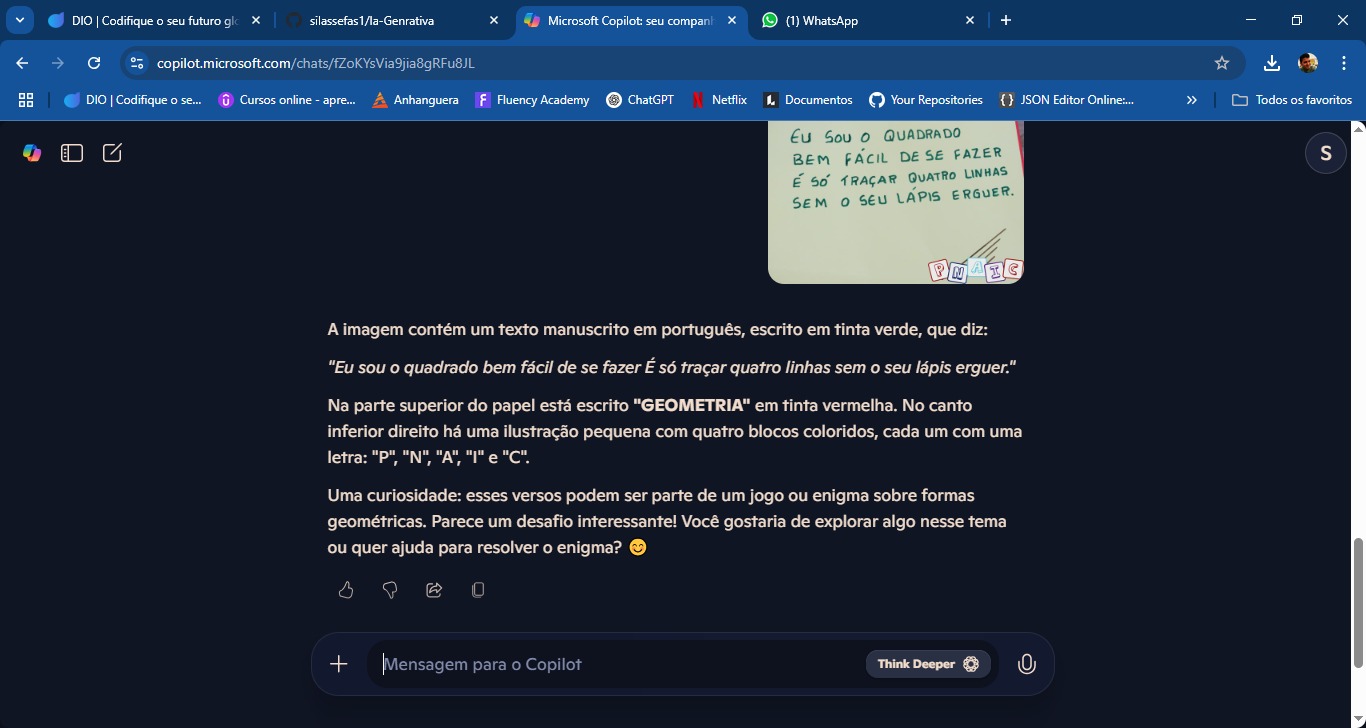 DIO | Codifique o seu futuro glo
silassefas1/Ia-Genrativa
Microsoft Copilot: seu companh
(1) WhatsApp
copilot.microsoft.com/chats/fZoKYsVia9jia8gRFu8JL
DIO | Codifique o se...
Cursos online - apre...
Anhanguera
Fluency Academy
ChatGPT
Netflix
Documentos
Your Repositories
JSON Editor Online:...
Todos os favoritos
S
EU SOU O QUADRADO
BEM FÁCIL DE SE FAZER
É SÓ TRAÇAR QUATRO LINHAS
SEM O SEU LÁPIS ERGUER.
PNAIC
A imagem contém um texto manuscrito em português, escrito em tinta verde, que diz:
"Eu sou o quadrado bem fácil de se fazer É só traçar quatro linhas sem o seu lápis erguer."
Na parte superior do papel está escrito "GEOMETRIA" em tinta vermelha. No canto
inferior direito há uma ilustração pequena com quatro blocos coloridos, cada um com uma
letra: "P", "N", "A", "I" e "C".
Uma curiosidade: esses versos podem ser parte de um jogo ou enigma sobre formas
geométricas. Parece um desafio interessante! Você gostaria de explorar algo nesse tema
ou quer ajuda para resolver o enigma? 😊
Mensagem para o Copilot
Think Deeper